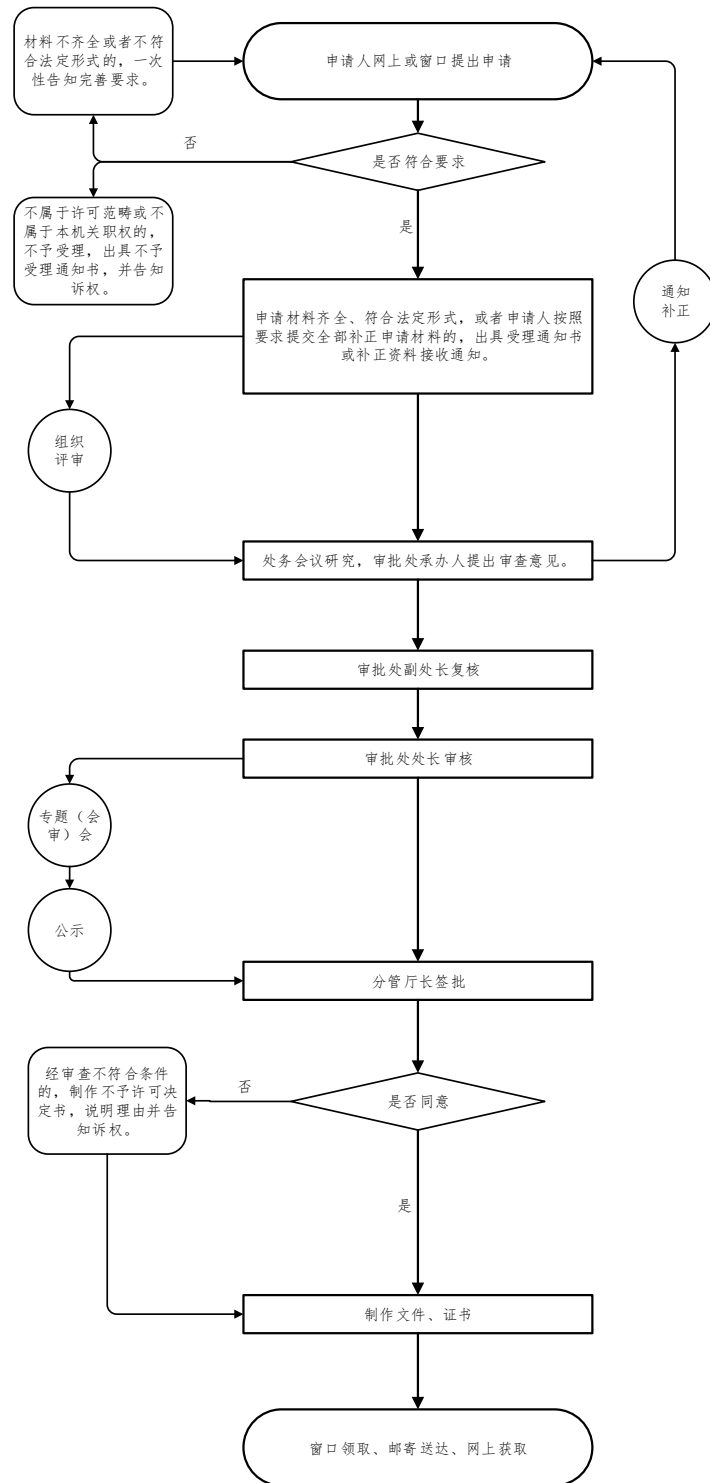 材料不齐全或者不符
合法定形式的，一次
性告知完善要求。
申请人网上或窗口提出申请
否
是否符合要求
不属于许可范畴或不
属于本机关职权的，
不予受理，出具不予
受理通知书，并告知
诉权。
是
通知
补正
申请材料齐全、符合法定形式，或者申请人按照
要求提交全部补正申请材料的，出具受理通知书
或补正资料接收通知。
组织
评审
处务会议研究，审批处承办人提出审查意见。
审批处副处长复核
审批处处长审核
专题（会
审）会
公示
分管厅长签批
经审查不符合条件
的，制作不予许可决
定书，说明理由并告
知诉权。
否
是否同意
是
制作文件、证书
窗口领取、邮寄送达、网上获取